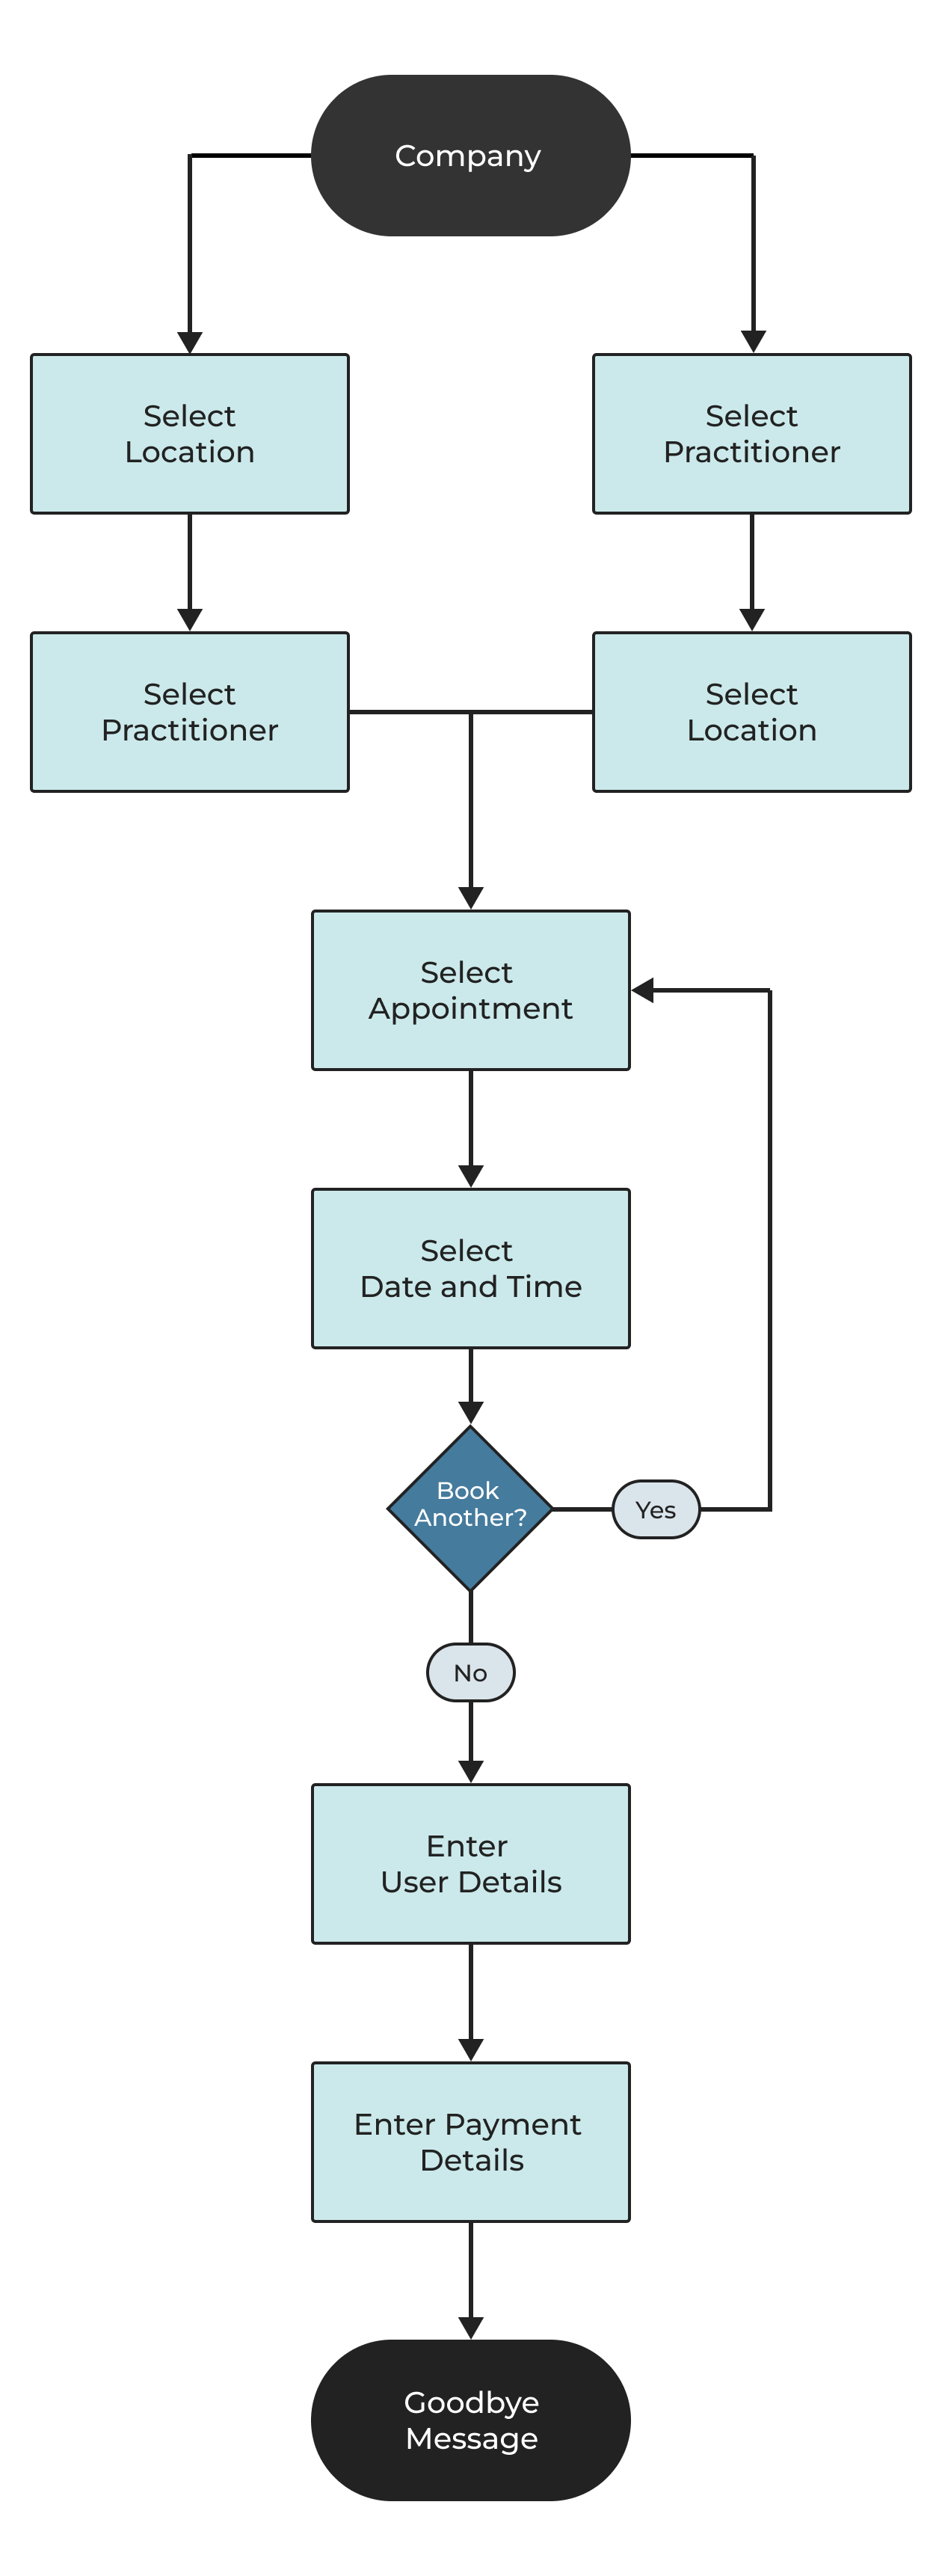 Company
Select
Location
Select
Practitioner
Select
Practitioner
Select
Location
Select
Appointment
Select
Date and Time
Book
Another?
Yes
No
Enter
User Details
Enter Payment
Details
Goodbye
Message